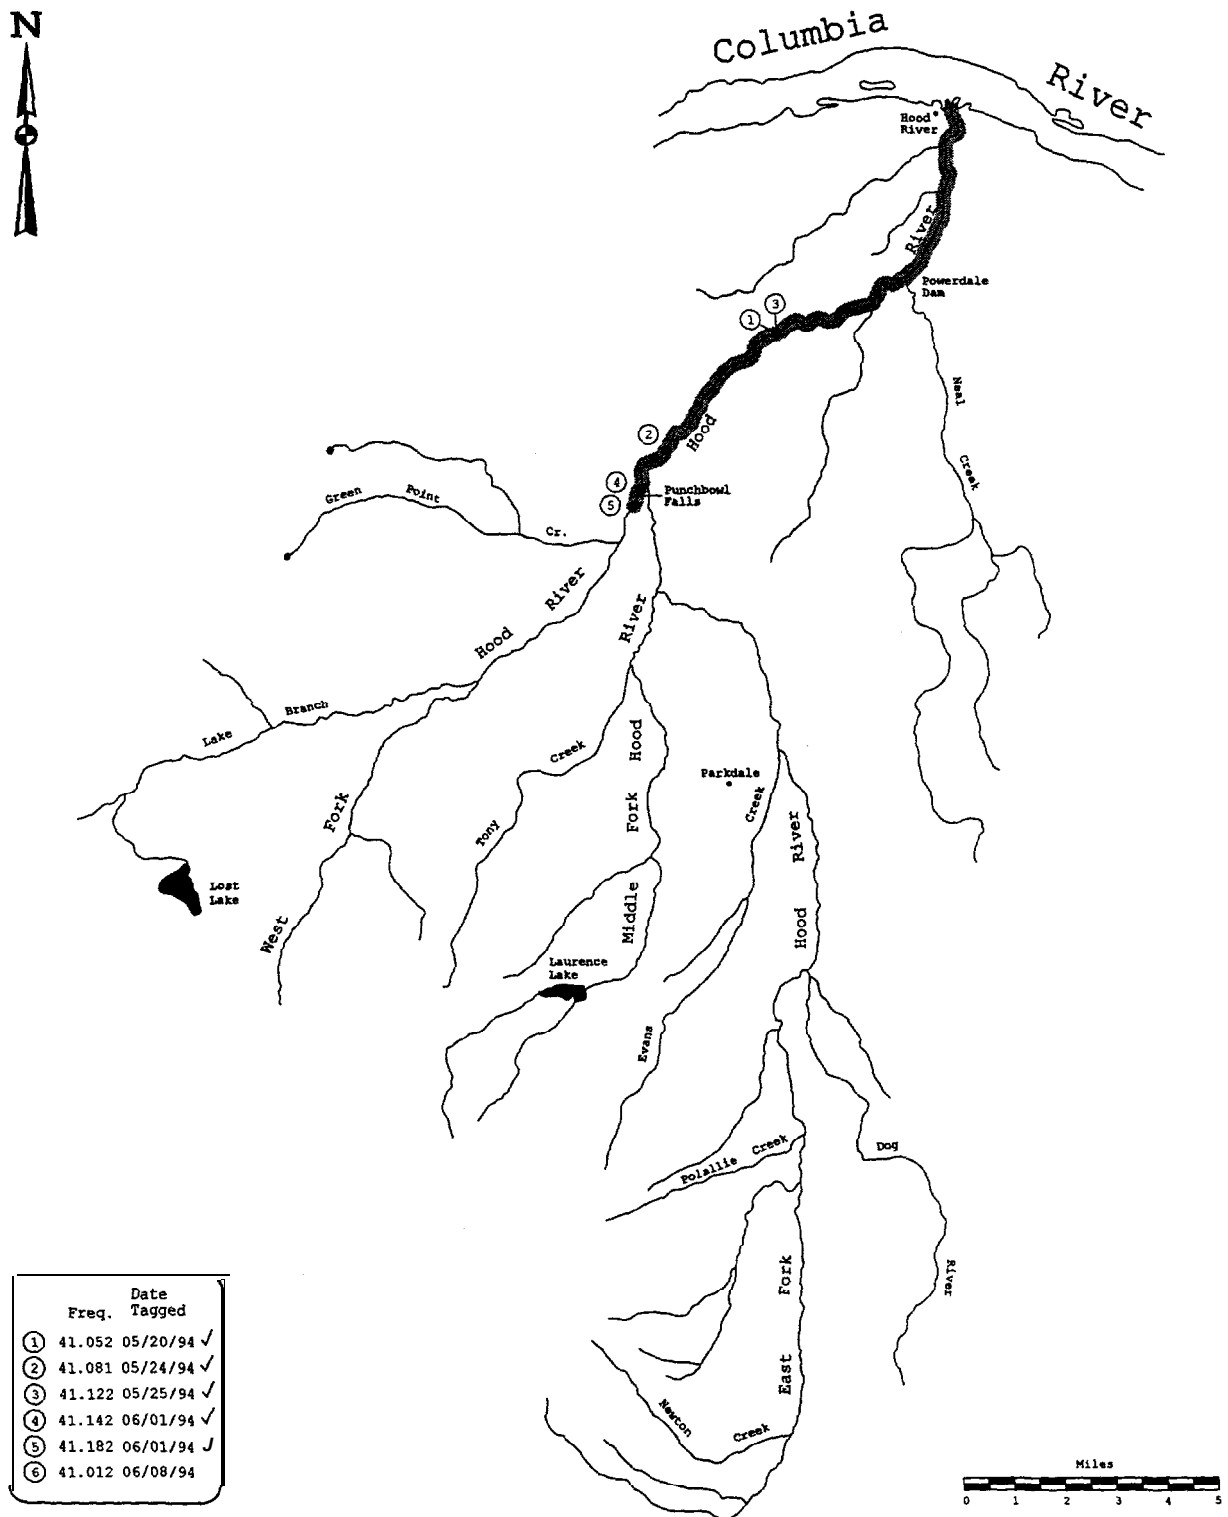 N
Columbia
River
Hood
River
River
Powerdale
Dam
3
1
Neal
Hood
2
Creek
4
Punchbowl
Falls
5
Green Point Cr.
River
River
Hood
Branch
Lake
Hood
Creek
Parkdale
Creek
Fork
Fork
River
Tony
Lost
Lake
Middle
Hood
West
Laurence
Lake
Evans
Polallie Creek
Dog
River
Fork
East
Newton
Creek
Date
Freq. Tagged
1 41.052 05/20/94 ✓
2 41.081 05/24/94 ✓
3 41.122 05/25/94 ✓
4 41.142 06/01/94 ✓
5 41.182 06/01/94 ✓
6 41.012 06/08/94
Miles
0 1 2 3 4 5